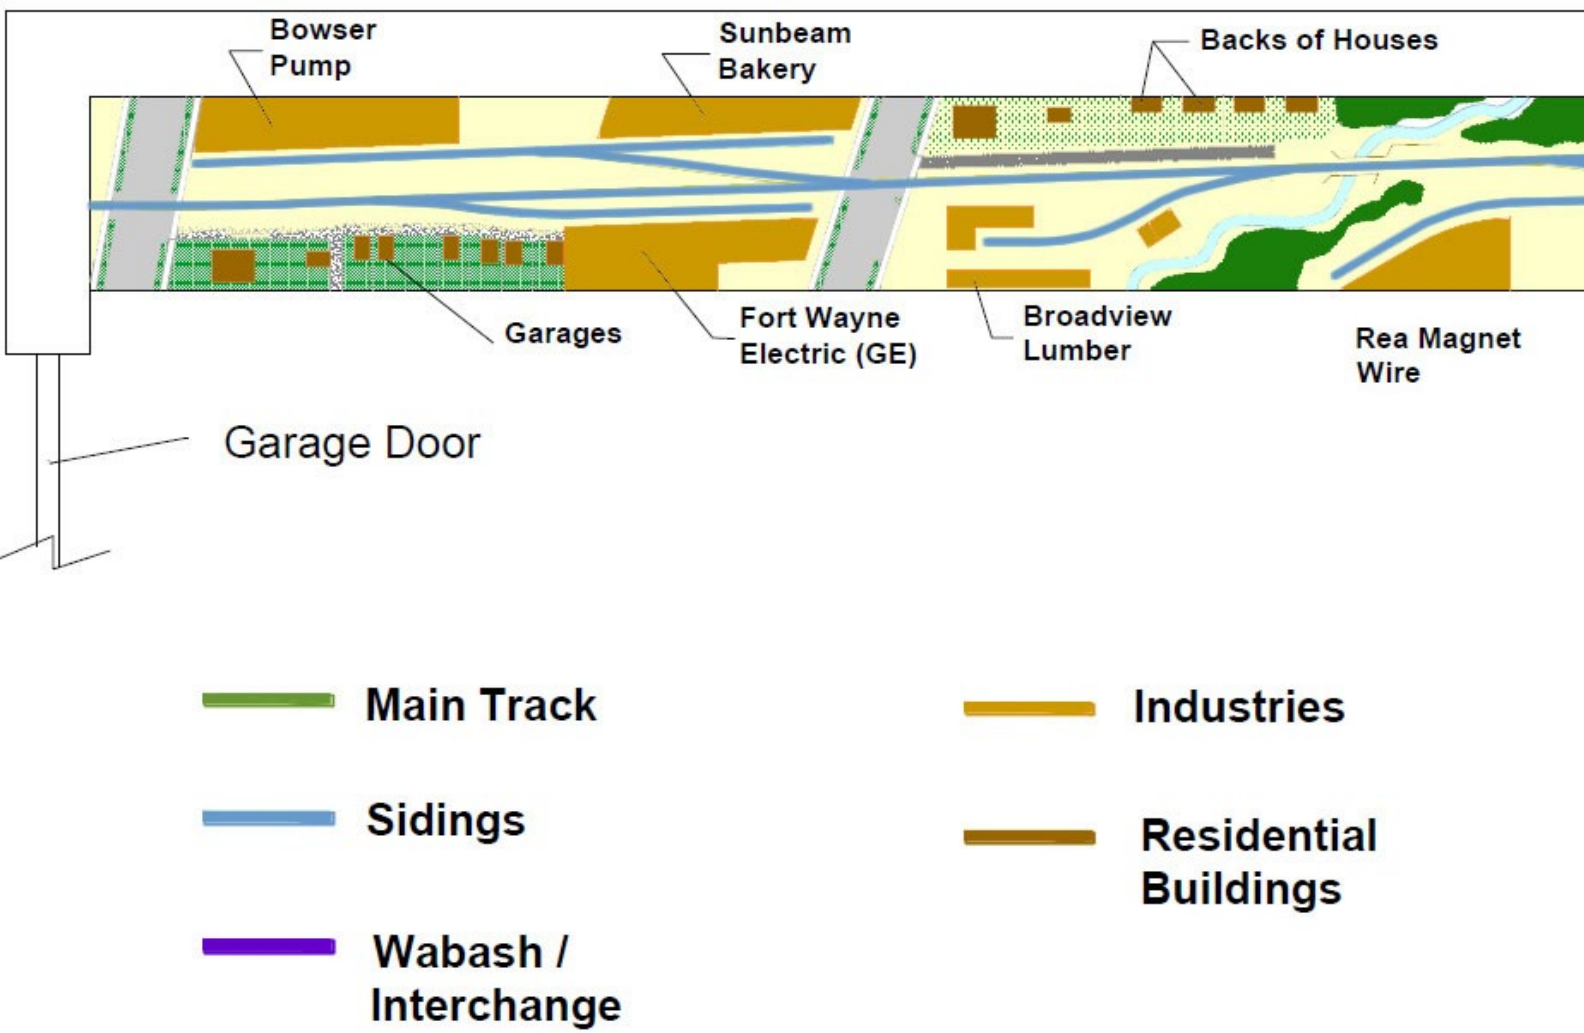 Bowser
Pump
Sunbeam
Bakery
Backs of Houses
Garages
Fort Wayne
Electric (GE)
Broadview
Lumber
Rea Magnet
Wire
Garage Door
Main Track
Industries
Sidings
Residential
Buildings
Wabash /
Interchange